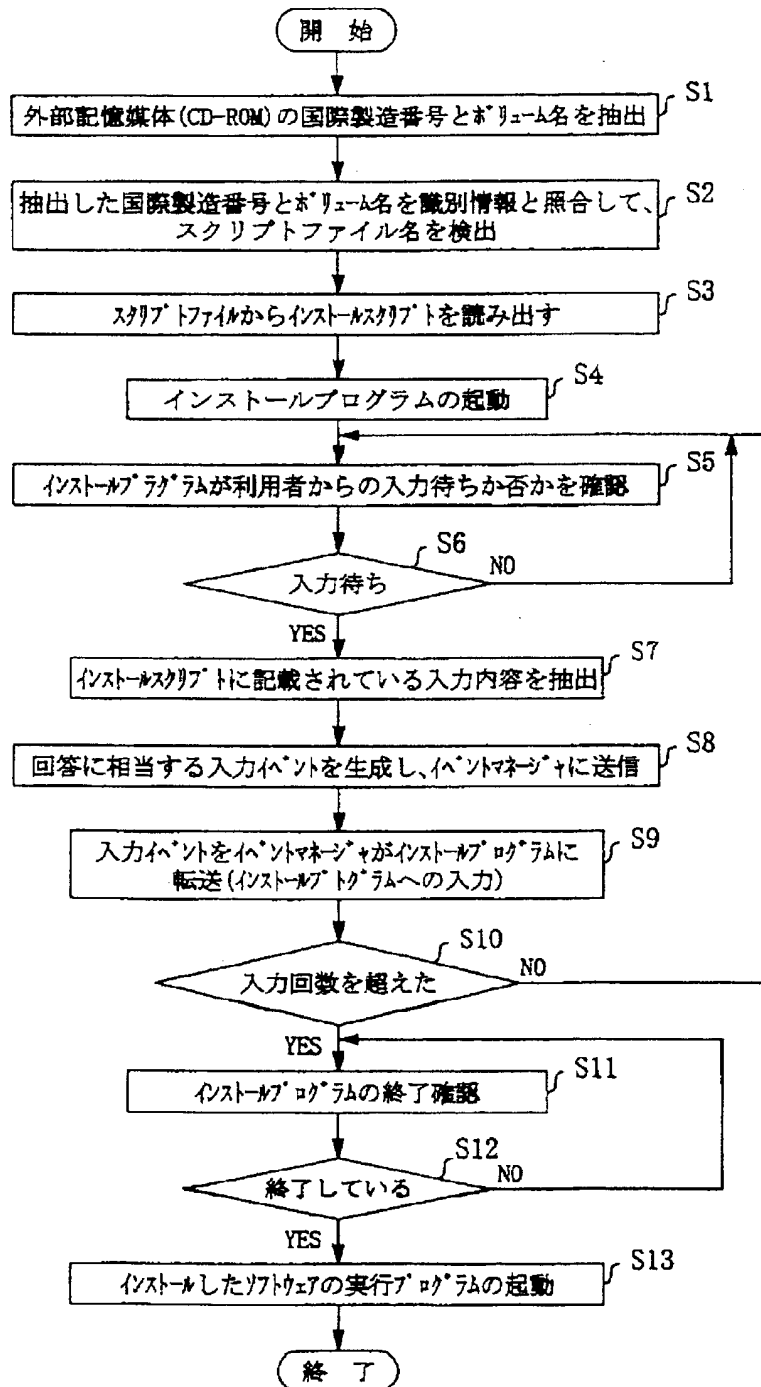 開 始
S1
外部記憶媒体(CD-ROM)の国際製造番号とボリューム名を抽出
S2
抽出した国際製造番号とボリューム名を識別情報と照合して、
スクリプトファイル名を検出
S3
スクリプトファイルからインストールスクリプトを読み出す
S4
インストールプログラムの起動
S5
インストールプラグラムが利用者からの入力待ちか否かを確認
S6
入力待ち
NO
YES
S7
インストールスクリプトに記載されている入力内容を抽出
S8
回答に相当する入力イベントを生成し、イベントマネージャに送信
S9
入力イベントをイベントマネージャがインストールプログラムに
転送(インストールプトグラムへの入力)
S10
入力回数を超えた
NO
YES
S11
インストールプログラムの終了確認
S12
終了している
NO
YES
S13
インストールしたソフトウェアの実行プログラムの起動
終 了